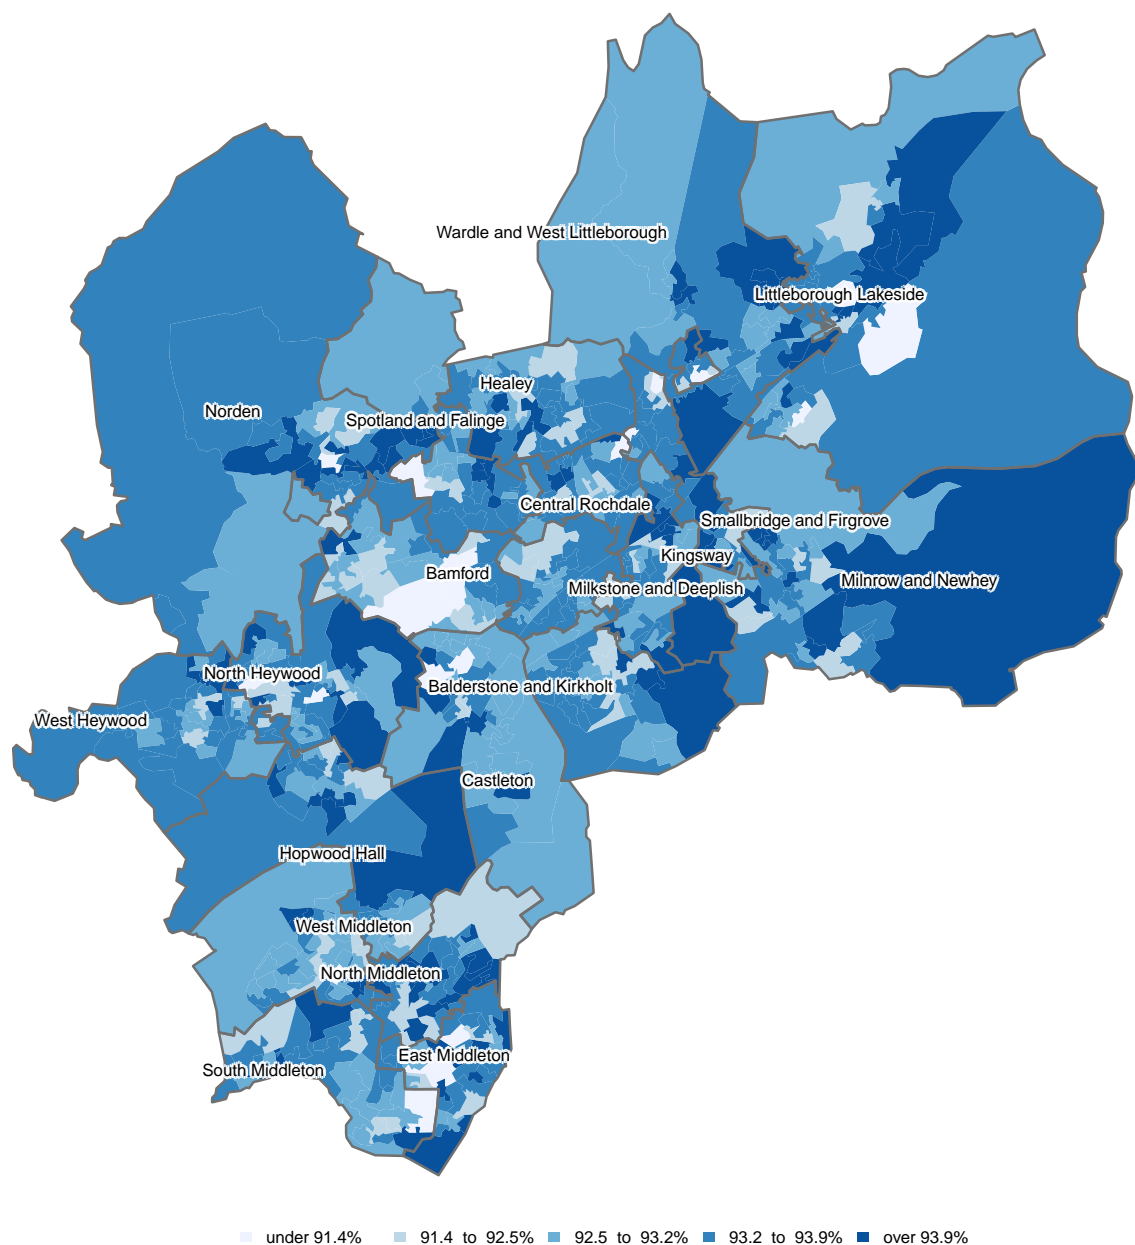 Wardle and West Littleborough
Littleborough Lakeside
Healey
Norden
Spotland and Falinge
Central Rochdale
Smallbridge and Firgrove
Kingsway
Bamford
Milkstone and Deeplish
Milnrow and Newhey
North Heywood
Balderstone and Kirkholt
West Heywood
Castleton
Hopwood Hall
West Middleton
North Middleton
East Middleton
South Middleton
under 91.4% 91.4 to 92.5% 92.5 to 93.2% 93.2 to 93.9% over 93.9%